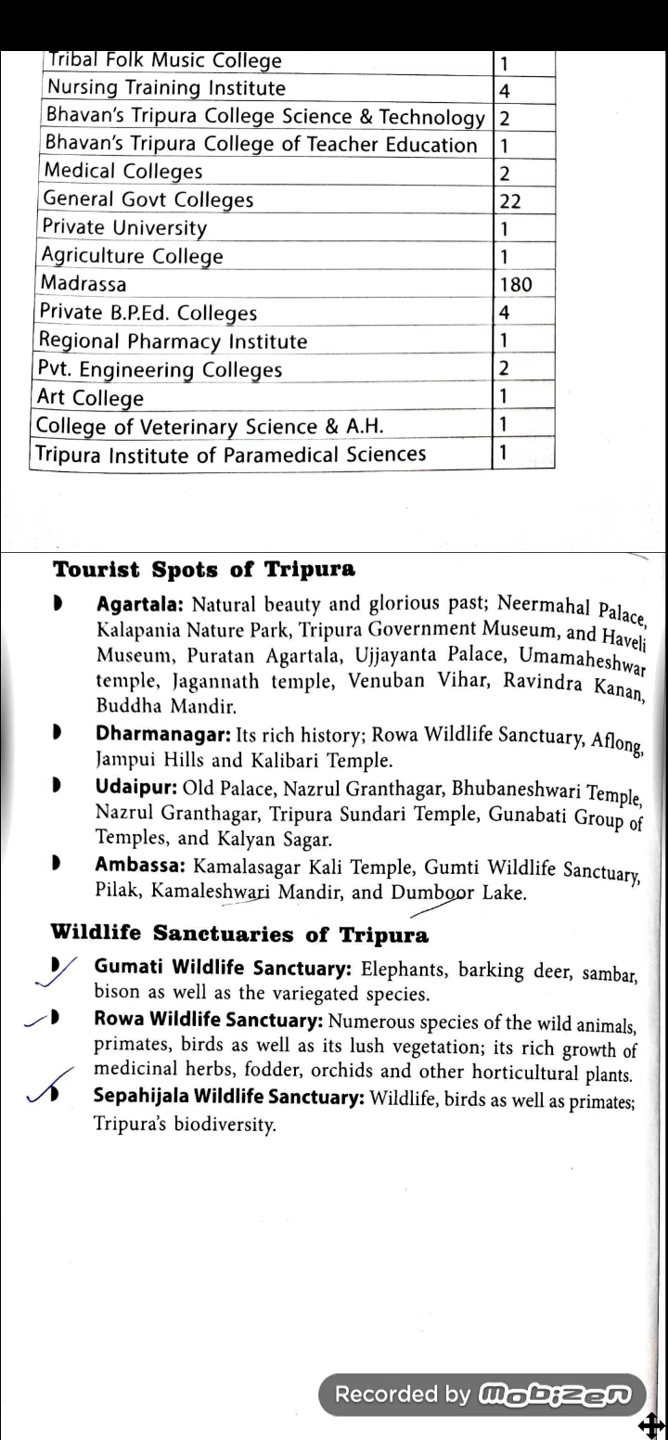 Tribal Folk Music College 1
Nursing Training Institute 4
Bhavan's Tripura College Science & Technology 2
Bhavan's Tripura College of Teacher Education 1
Medical Colleges 2
General Govt Colleges 22
Private University 1
Agriculture College 1
Madrassa 180
Private B.P.Ed. Colleges 4
Regional Pharmacy Institute 1
Pvt. Engineering Colleges 2
Art College 1
College of Veterinary Science & A.H. 1
Tripura Institute of Paramedical Sciences 1
Tourist Spots of Tripura
Agartala: Natural beauty and glorious past; Neermahal Palace,
Kalapania Nature Park, Tripura Government Museum, and Haveli
Museum, Puratan Agartala, Ujjayanta Palace, Umamaheshwar
temple, Jagannath temple, Venuban Vihar, Ravindra Kanan,
Buddha Mandir.
Dharmanagar: Its rich history; Rowa Wildlife Sanctuary, Aflong,
Jampui Hills and Kalibari Temple.
Udaipur: Old Palace, Nazrul Granthagar, Bhubaneshwari Temple,
Nazrul Granthagar, Tripura Sundari Temple, Gunabati Group of
Temples, and Kalyan Sagar.
Ambassa: Kamalasagar Kali Temple, Gumti Wildlife Sanctuary,
Pilak, Kamaleshwari Mandir, and Dumboor Lake.
Wildlife Sanctuaries of Tripura
Gumati Wildlife Sanctuary: Elephants, barking deer, sambar,
bison as well as the variegated species.
Rowa Wildlife Sanctuary: Numerous species of the wild animals,
primates, birds as well as its lush vegetation; its rich growth of
medicinal herbs, fodder, orchids and other horticultural plants.
Sepahijala Wildlife Sanctuary: Wildlife, birds as well as primates;
Tripura's biodiversity.
Recorded by Mobizen